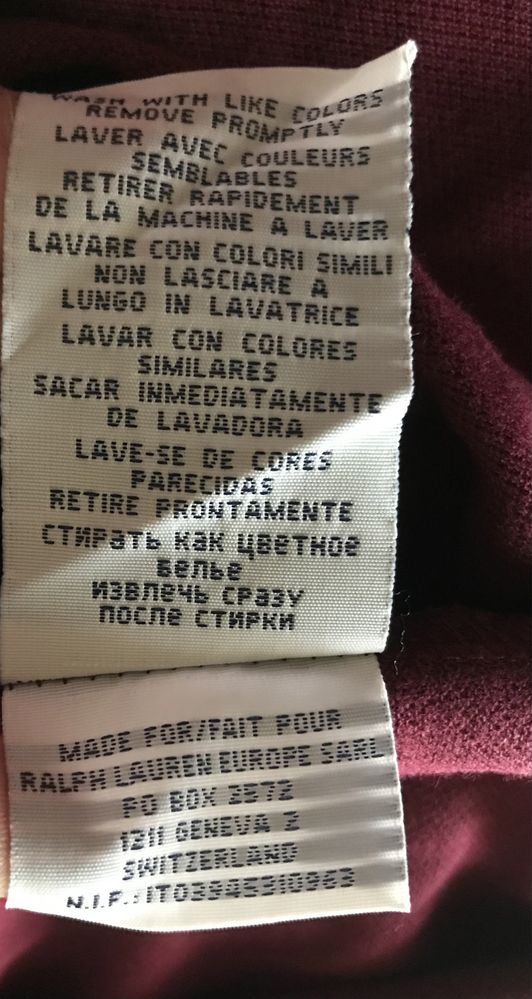 WASH WITH LIKE COLORS
REMOVE PROMPTLY
LAVER AVEC COULEURS
SEMBLABLES
RETIRER RAPIDEMENT
DE LA MACHINE A LAVER
LAVARE CON COLORI SIMILI
NON LASCIARE A
LUNGO IN LAVATRICE
LAVAR CON COLORES
SIMILARES
SACAR INMEDIATAMENTE
DE LAVADORA
LAVE-SE DE CORES
PARECIDAS
RETIRE PRONTAMENTE
СТИРАТЬ КАК ЦВЕТНОЕ
БЕЛЬЕ
ИЗВЛЕЧЬ СРАЗУ
ПОСЛЕ СТИРКИ
MADE FOR/FAIT POUR
RALPH LAUREN EUROPE SARL
PO BOX 3572
1211 GENEVA 3
SWITZERLAND
N.I.F.:IT03945310963